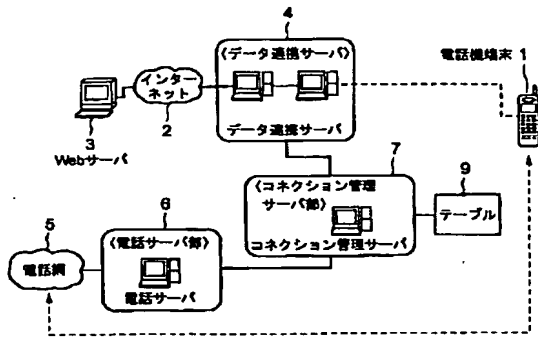 4
〈データ連携サーバ〉
データ連携サーバ
インター
ネット
2
3
Webサーバ
電話機端末 1
7
〈コネクション管理
サーバ部〉
コネクション管理サーバ
9
テーブル
6
〈電話サーバ部〉
電話サーバ
5
電話網